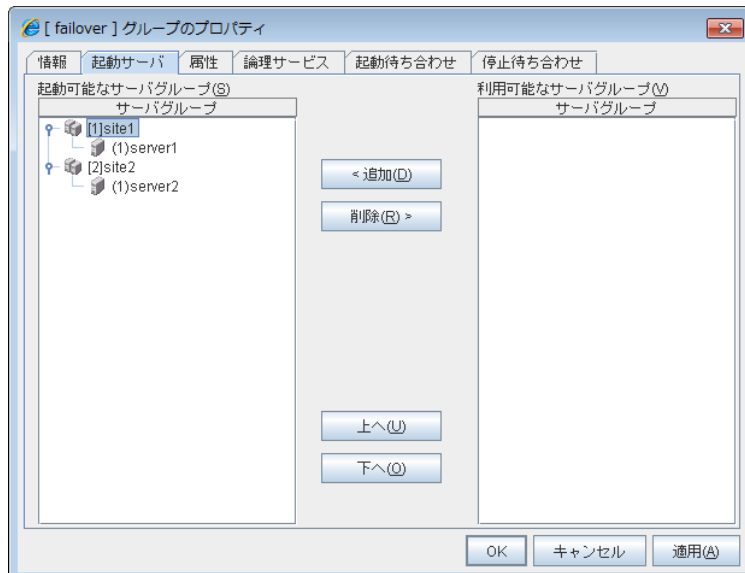 [ failover ] グループのプロパティ
情報 起動サーバ 属性 論理サービス 起動待ち合わせ 停止待ち合わせ
起動可能なサーバグループ(S)
サーバグループ
[1]site1
(1)server1
[2]site2
(1)server2
< 追加(D)
削除(R) >
上へ(U)
下へ(O)
利用可能なサーバグループ(V)
サーバグループ
OK キャンセル 適用(A)